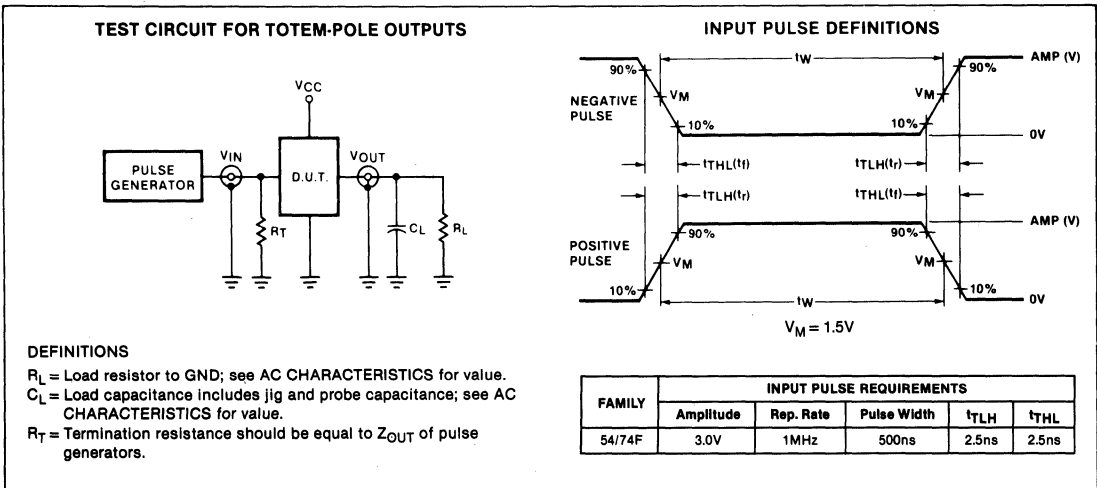 TEST CIRCUIT FOR TOTEM-POLE OUTPUTS
VCC
PULSE
GENERATOR
VIN
D.U.T.
VOUT
RT
CL
RL
DEFINITIONS
RL = Load resistor to GND; see AC CHARACTERISTICS for value.
CL = Load capacitance includes jig and probe capacitance; see AC
CHARACTERISTICS for value.
RT = Termination resistance should be equal to ZOUT of pulse
generators.
INPUT PULSE DEFINITIONS
tW
AMP (V)
90%
90%
NEGATIVE
PULSE
VM
VM
10%
10%
0V
tTHL(tf)
tTLH(tr)
tTLH(tr)
tTHL(tf)
AMP (V)
90%
90%
POSITIVE
PULSE
VM
VM
10%
10%
0V
tW
VM = 1.5V
FAMILY
INPUT PULSE REQUIREMENTS
Amplitude Rep. Rate Pulse Width tTLH tTHL
54/74F 3.0V 1MHz 500ns 2.5ns 2.5ns